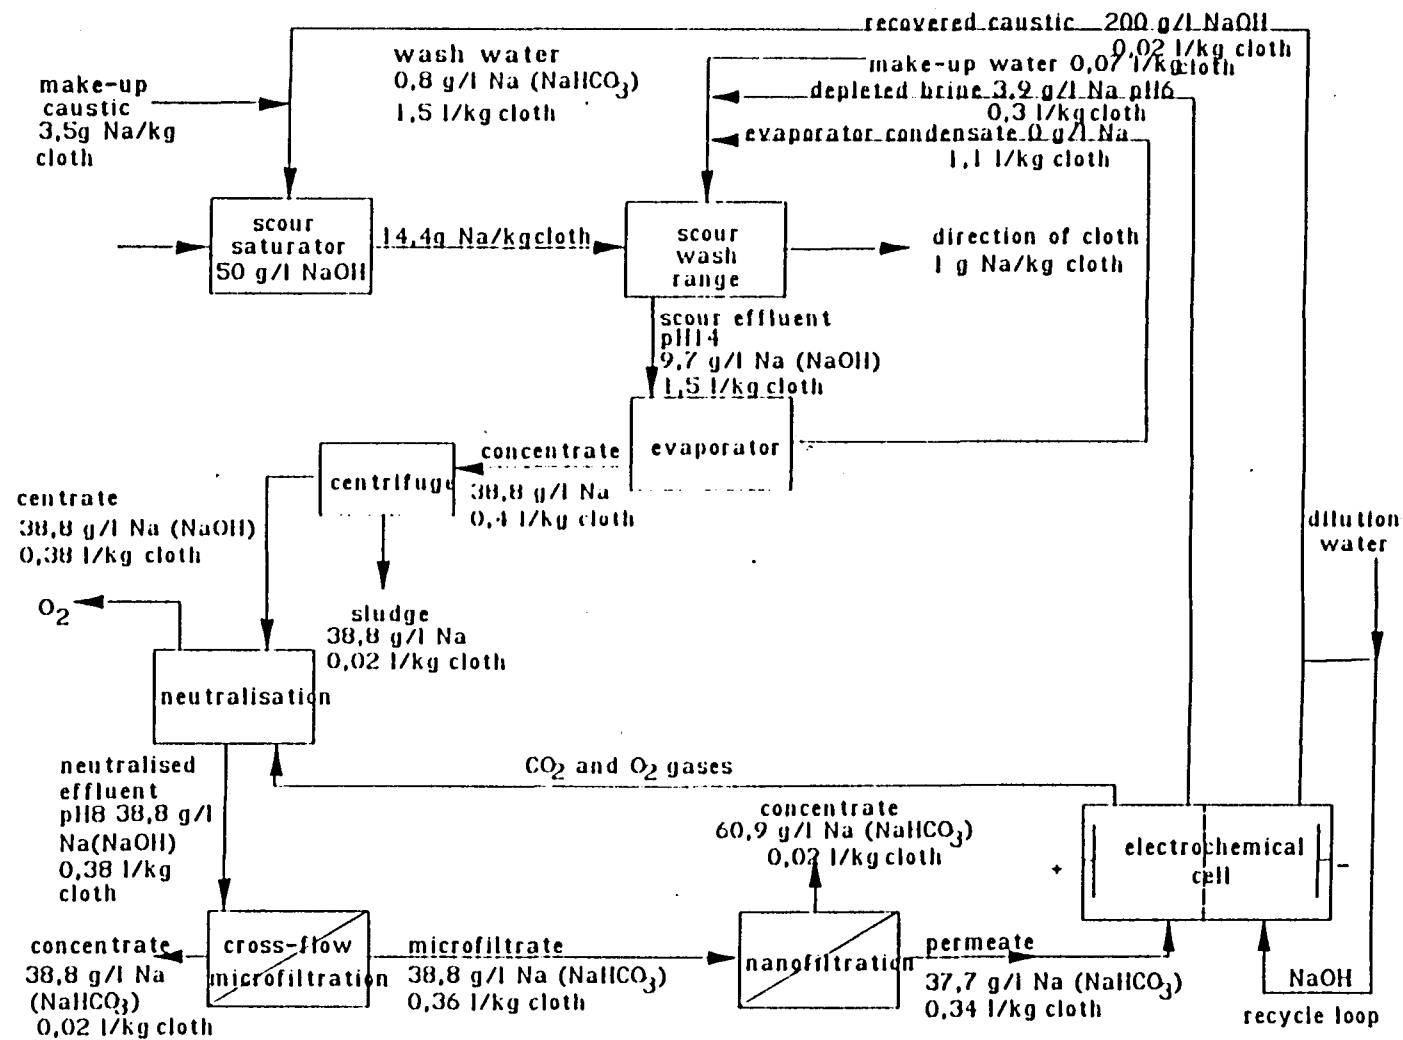 recovered caustic 200 g/l NaOH
0,02 l/kg cloth
make-up water 0,07 l/kg cloth
depleted brine 3,9 g/l Na pH6
0,3 l/kg cloth
evaporator condensate 0 g/l Na
1,1 l/kg cloth
wash water
0,8 g/l Na (NaHCO3)
1,5 l/kg cloth
make-up
caustic
3,5g Na/kg
cloth
scour
saturator
50 g/l NaOH
14,4g Na/kg cloth
scour
wash
range
direction of cloth
1 g Na/kg cloth
scour effluent
pH14
9,7 g/l Na (NaOH)
1,5 l/kg cloth
evaporator
concentrate
38,8 g/l Na
0,4 l/kg cloth
centrifuge
centrate
38,8 g/l Na (NaOH)
0,38 l/kg cloth
sludge
38,8 g/l Na
0,02 l/kg cloth
O2
neutralisation
dilution
water
CO2 and O2 gases
neutralised
effluent
pH8 38,8 g/l
Na(NaOH)
0,38 l/kg
cloth
concentrate
60,9 g/l Na (NaHCO3)
0,02 l/kg cloth
electrochemical
cell
+
-
concentrate
38,8 g/l Na
(NaHCO3)
0,02 l/kg cloth
cross-flow
microfiltration
microfiltrate
38,8 g/l Na (NaHCO3)
0,36 l/kg cloth
nanofiltration
permeate
37,7 g/l Na (NaHCO3)
0,34 l/kg cloth
NaOH
recycle loop